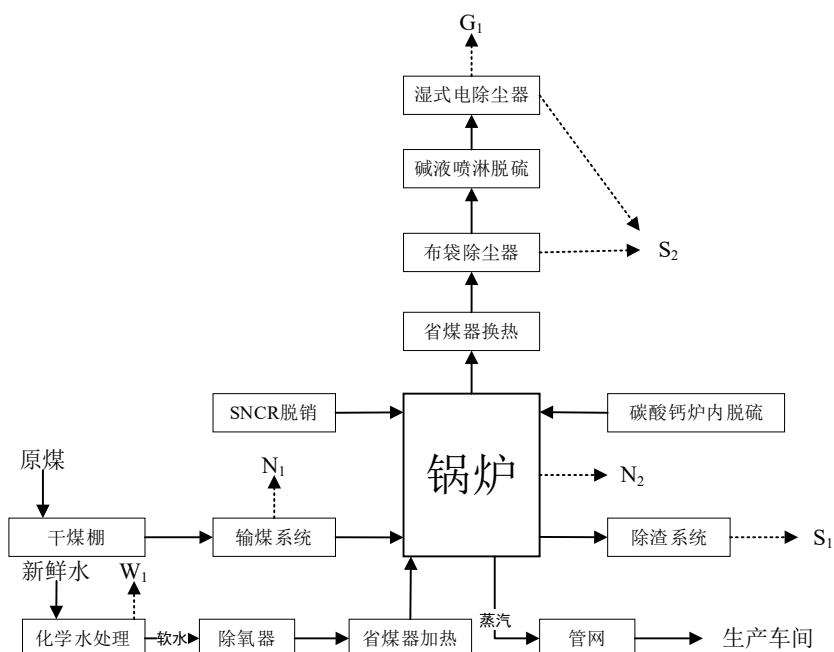 G₁
湿式电除尘器
碱液喷淋脱硫
布袋除尘器
S₂
省煤器换热
SNCR脱销
碳酸钙炉内脱硫
锅炉
原煤
N₁
N₂
干煤棚
输煤系统
除渣系统
S₁
新鲜水
W₁
化学水处理
软水
除氧器
省煤器加热
蒸汽
管网
生产车间